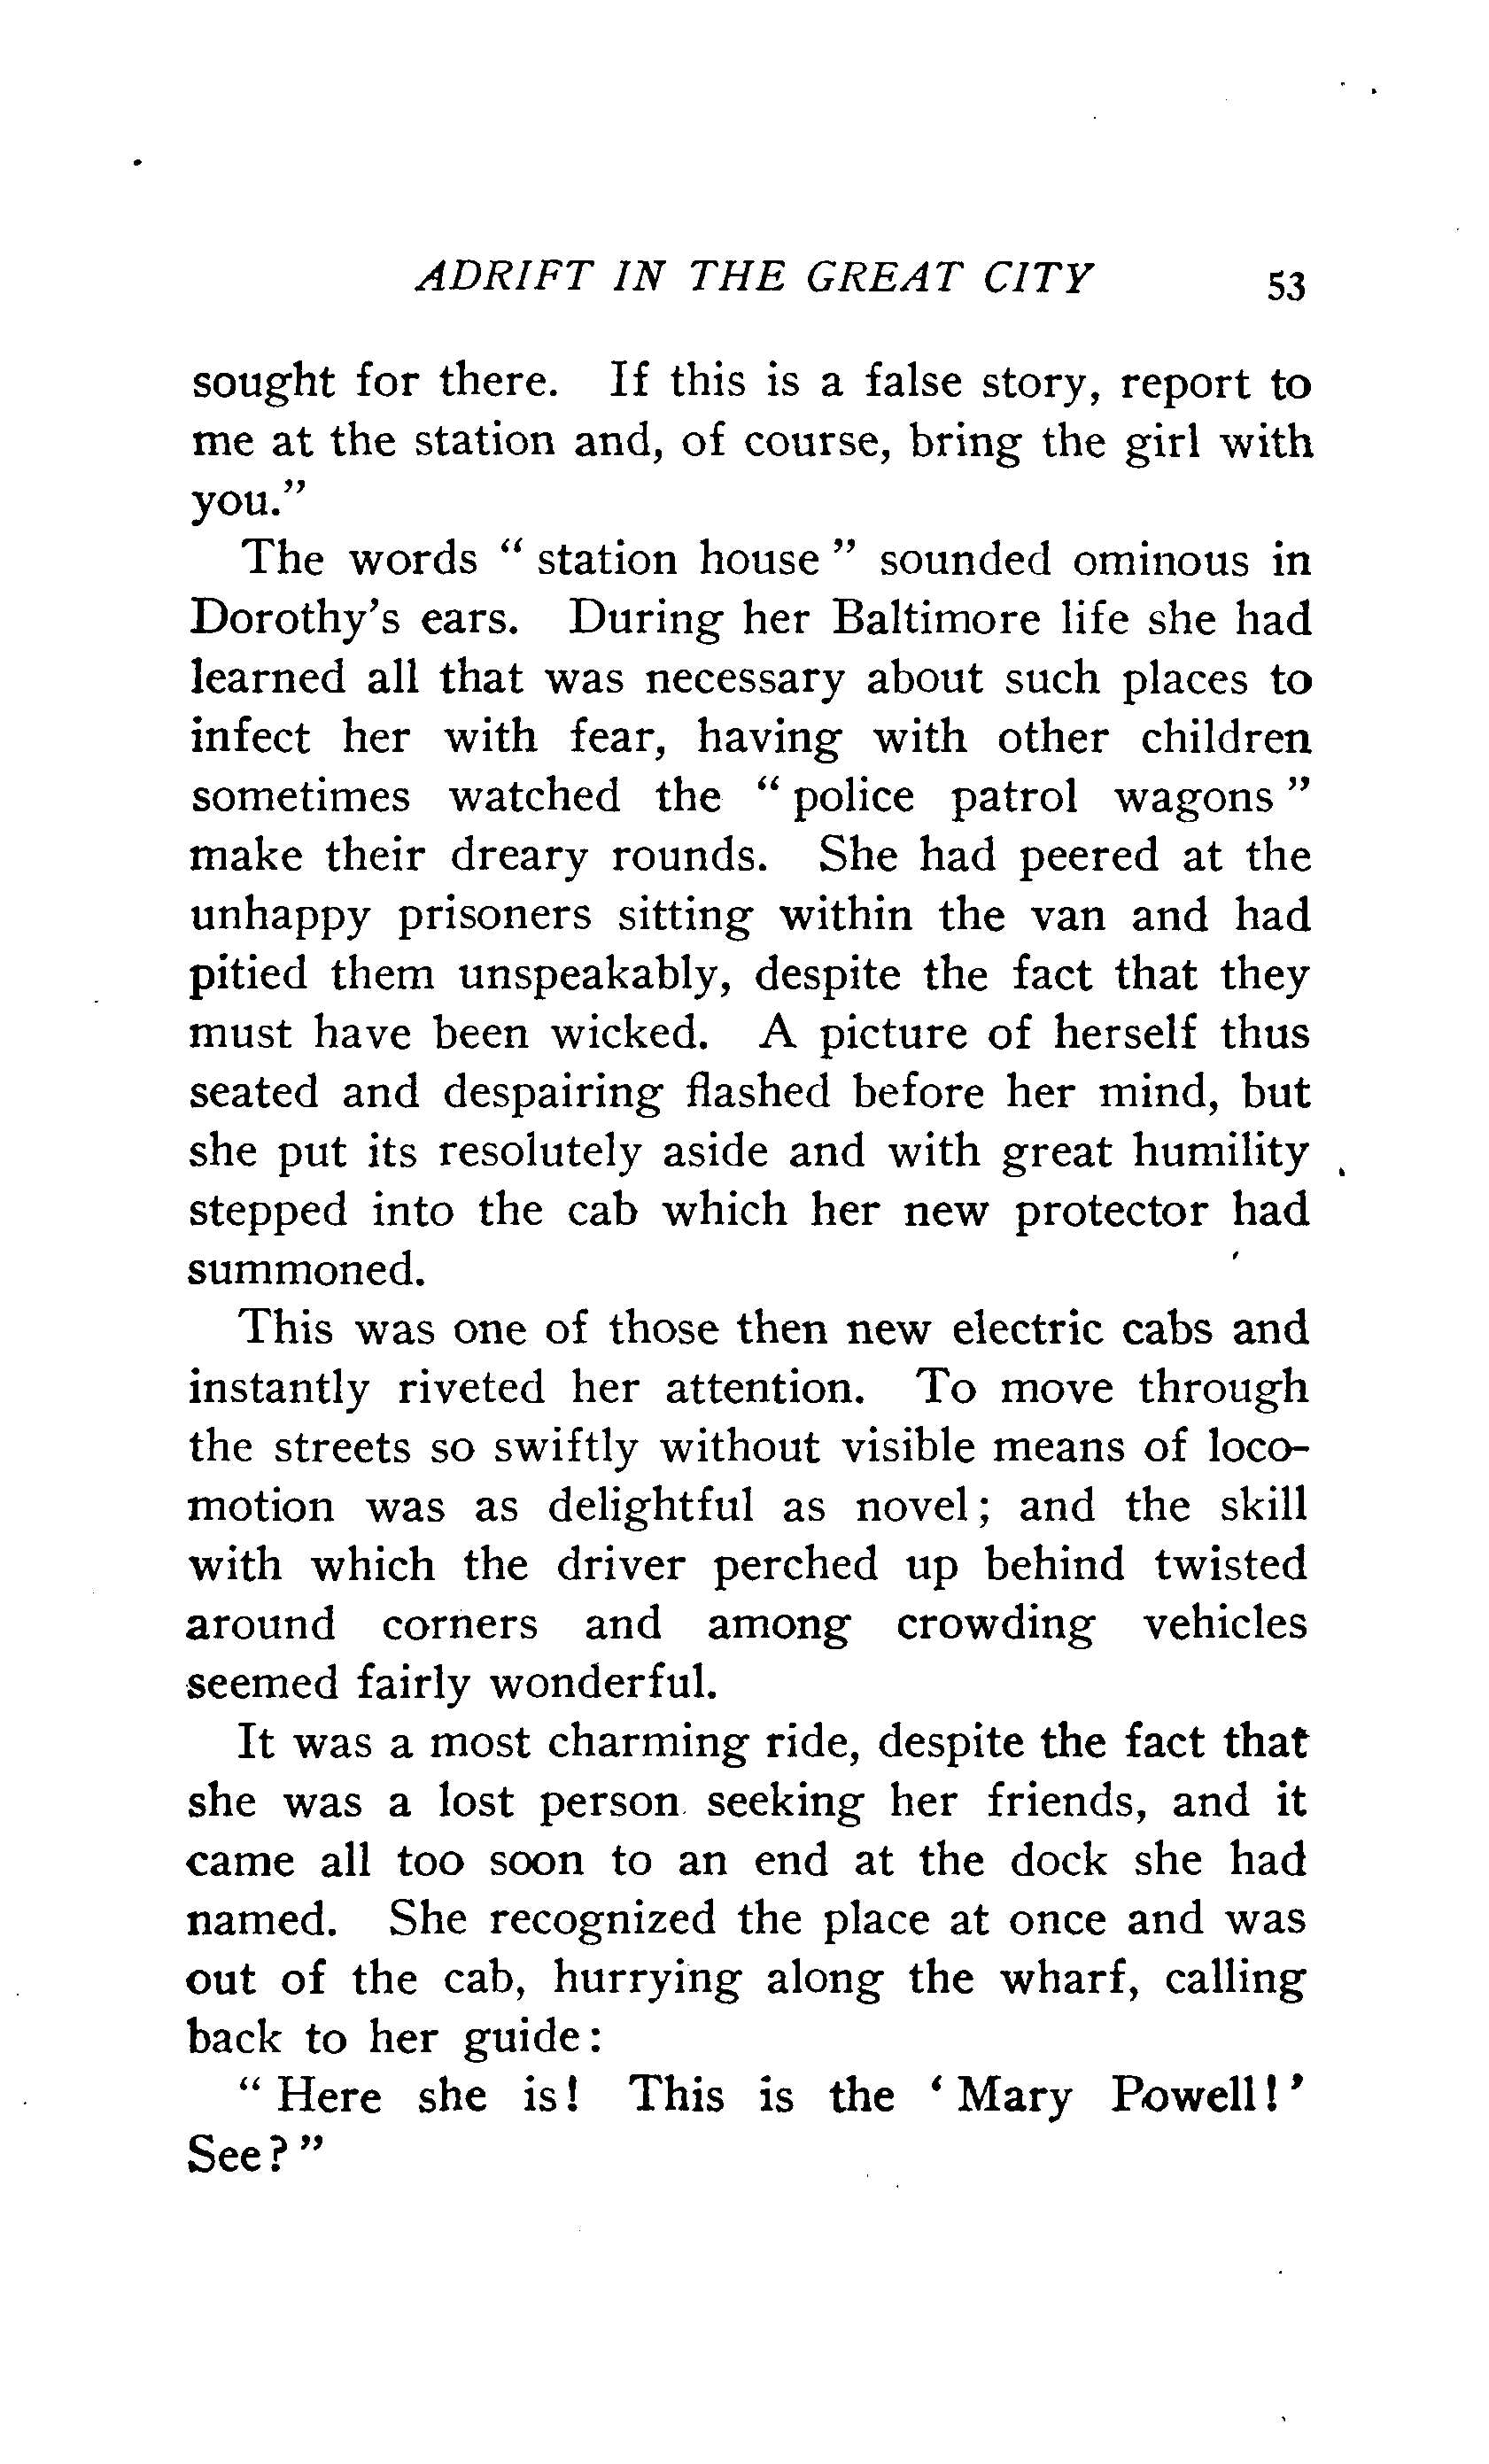 ADRIFT IN THE GREAT CITY 53
sought for there. If this is a false story, report to
me at the station and, of course, bring the girl with
you."
The words " station house " sounded ominous in
Dorothy's ears. During her Baltimore life she had
learned all that was necessary about such places to
infect her with fear, having with other children
sometimes watched the " police patrol wagons "
make their dreary rounds. She had peered at the
unhappy prisoners sitting within the van and had
pitied them unspeakably, despite the fact that they
must have been wicked. A picture of herself thus
seated and despairing flashed before her mind, but
she put its resolutely aside and with great humility
stepped into the cab which her new protector had
summoned.
This was one of those then new electric cabs and
instantly riveted her attention. To move through
the streets so swiftly without visible means of loco-
motion was as delightful as novel; and the skill
with which the driver perched up behind twisted
around corners and among crowding vehicles
seemed fairly wonderful.
It was a most charming ride, despite the fact that
she was a lost person seeking her friends, and it
came all too soon to an end at the dock she had
named. She recognized the place at once and was
out of the cab, hurrying along the wharf, calling
back to her guide:
" Here she is! This is the ' Mary Powell!'
See?"